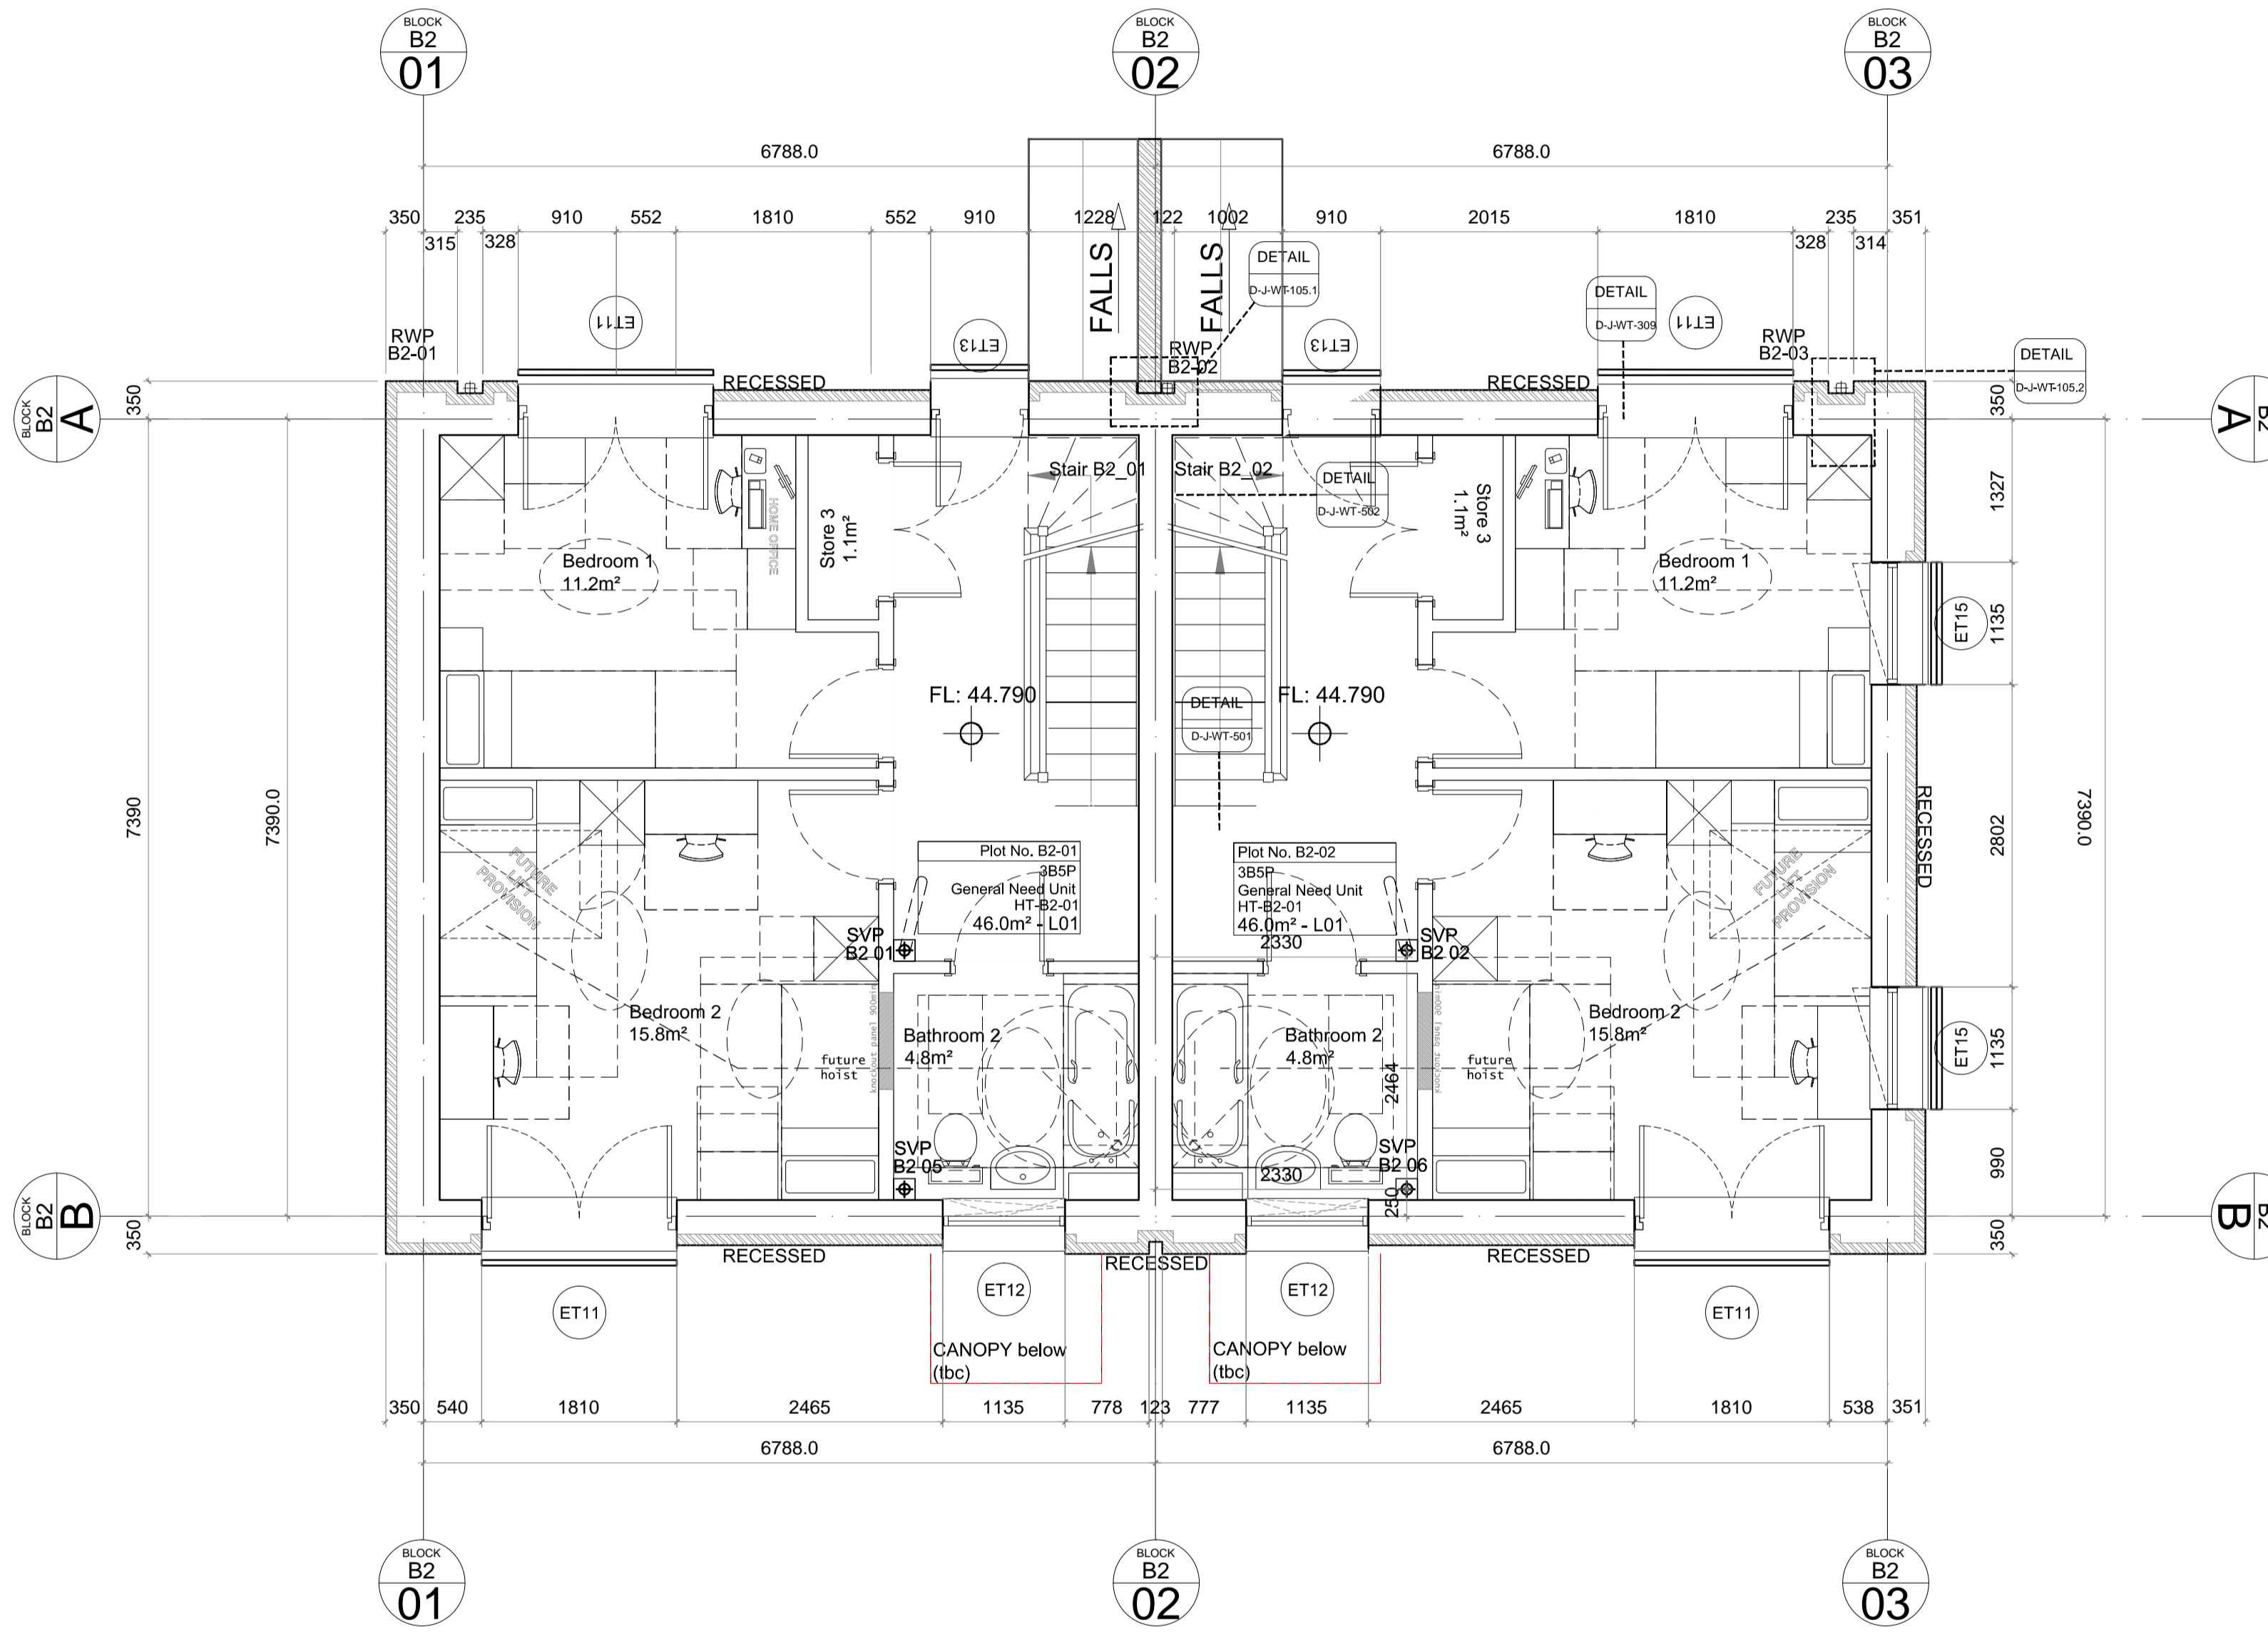 BLOCK
B2
01
BLOCK
B2
02
BLOCK
B2
03
6788.0
6788.0
350
235
910
552
1810
552
910
1228
122
1002
910
2015
1810
235
351
315
328
328
314
FALLS
FALLS
DETAIL
D-J-WT-105.1
DETAIL
D-J-WT-309
ET11
ET13
ET13
ET11
RWP
B2-01
RWP
B2-02
RWP
B2-03
DETAIL
D-J-WT-105.2
RECESSED
RECESSED
BLOCK
B2
A
A
B2
350
350
Stair B2_01
Stair B2_02
DETAIL
D-J-WT-502
HOME OFFICE
Store 3
1.1m²
Store 3
1.1m²
1327
Bedroom 1
11.2m²
Bedroom 1
11.2m²
ET15
1135
FL: 44.790
FL: 44.790
DETAIL
D-J-WT-501
7390
7390.0
RECESSED
2802
7390.0
FUTURE
LIFT
PROVISION
FUTURE
LIFT
PROVISION
Plot No. B2-01
3B5P
General Need Unit
HT-B2-01
46.0m² - L01
Plot No. B2-02
3B5P
General Need Unit
HT-B2-01
46.0m² - L01
2330
SVP
B2 01
SVP
B2 02
Bedroom 2
15.8m²
knockout panel 900min
Bathroom 2
4.8m²
Bathroom 2
4.8m²
knockout panel 900min
Bedroom 2
15.8m²
future
hoist
future
hoist
2464
ET15
1135
SVP
B2 05
SVP
B2 06
2330
250
990
BLOCK
B2
B
B
B2
350
350
RECESSED
RECESSED
RECESSED
ET11
ET12
ET12
ET11
CANOPY below
(tbc)
CANOPY below
(tbc)
350
540
1810
2465
1135
778
123
777
1135
2465
1810
538
351
6788.0
6788.0
BLOCK
B2
01
BLOCK
B2
02
BLOCK
B2
03